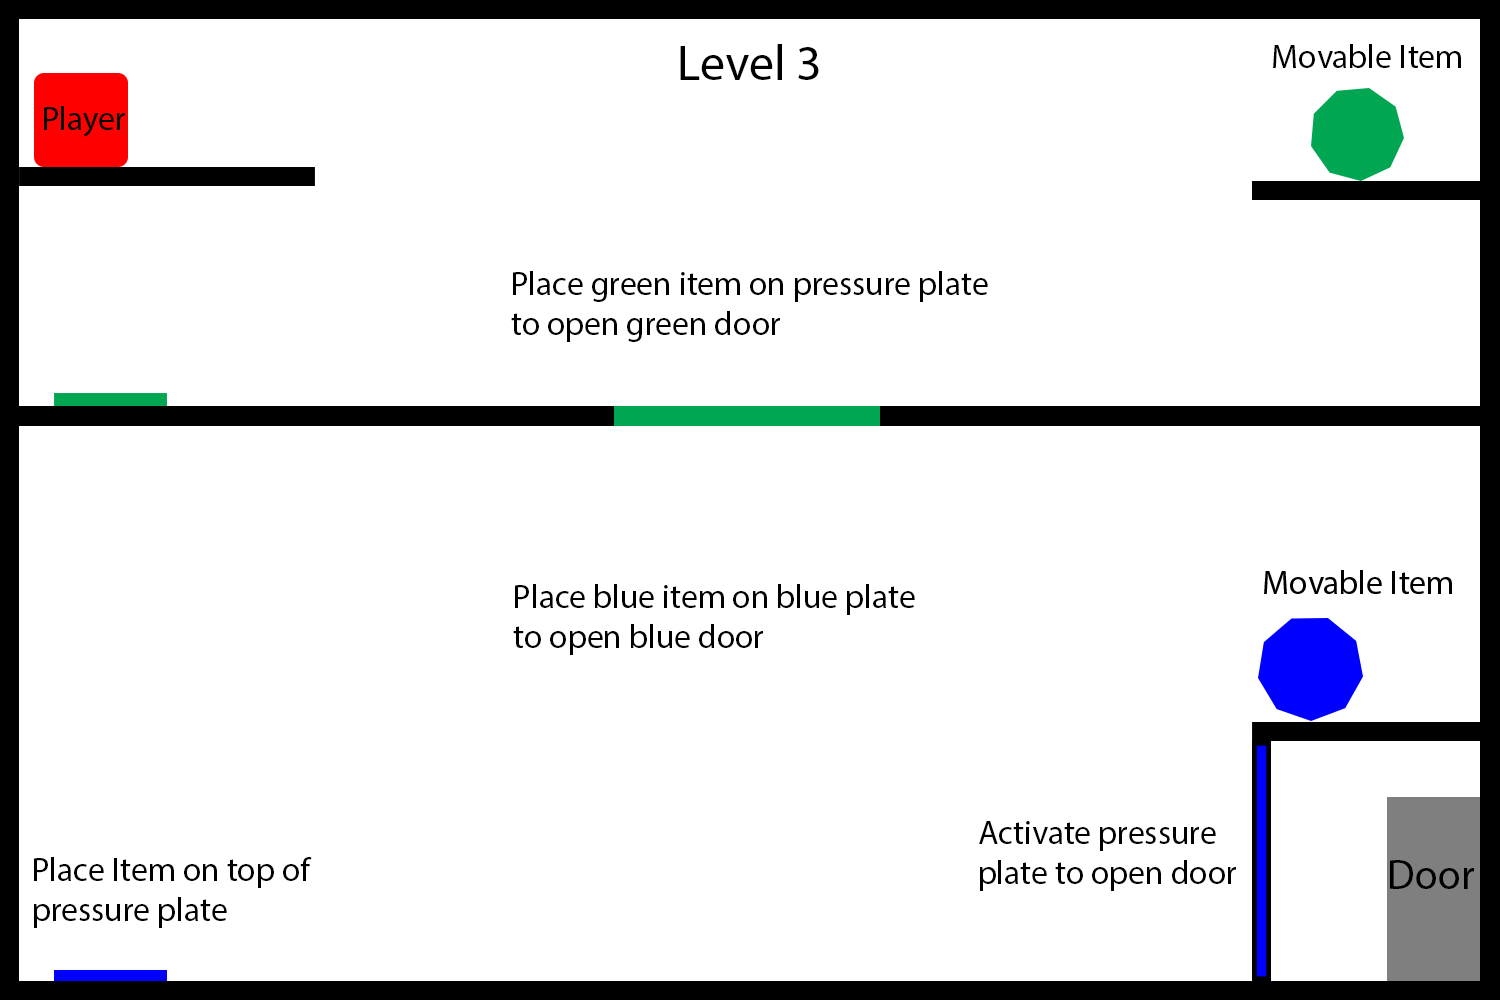 Level 3
Movable Item
Player
Place green item on pressure plate
to open green door
Movable Item
Place blue item on blue plate
to open blue door
Activate pressure
plate to open door
Place Item on top of
pressure plate
Door